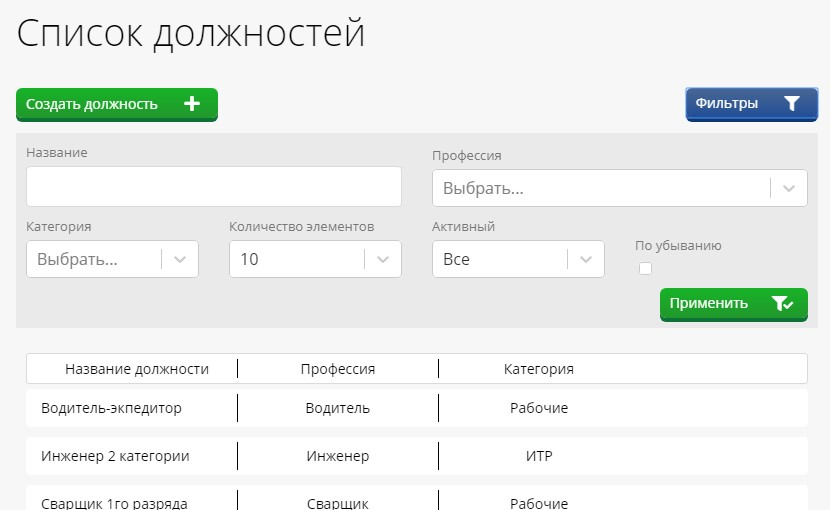 Список должностей
Создать должность
Фильтры
Название
Профессия
Выбрать...
Категория
Количество элементов
Активный
По убыванию
Выбрать...
10
Все
Применить
Название должности Профессия Категория
Водитель-экпедитор Водитель Рабочие
Инженер 2 категории Инженер ИТР
Сварщик 1го разряда Сварщик Рабочие